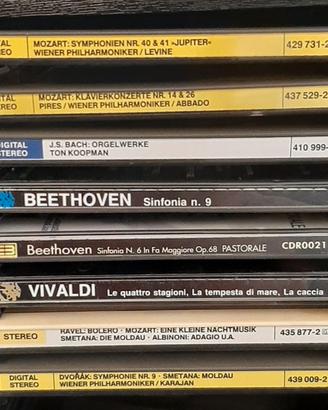 TAL
EO
MOZART: SYMPHONIEN NR. 40 & 41 »JUPITER«
WIENER PHILHARMONIKER / LEVINE
429 731-2
TAL
EO
MOZART: KLAVIERKONZERTE NR. 14 & 26
PIRES / WIENER PHILHARMONIKER / ABBADO
437 529-2
DIGITAL
STEREO
J.S. BACH: ORGELWERKE
TON KOOPMAN
410 999-
BEETHOVEN Sinfonia n. 9
Beethoven Sinfonia N. 6 In Fa Maggiore Op.68 PASTORALE CDR0021
VIVALDI Le quattro stagioni, La tempesta di mare, La caccia
STEREO
RAVEL: BOLERO · MOZART: EINE KLEINE NACHTMUSIK
SMETANA: DIE MOLDAU · ALBINONI: ADAGIO U.A.
435 877-2
DIGITAL
STEREO
DVOŘÁK: SYMPHONIE NR. 9 · SMETANA: MOLDAU
WIENER PHILHARMONIKER / KARAJAN
439 009-2